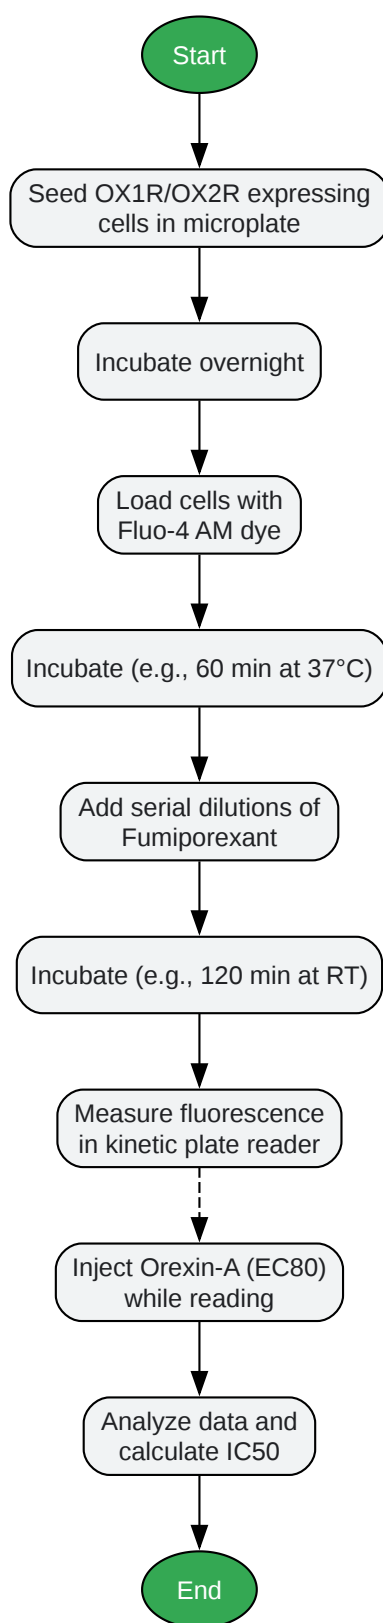 Start
Seed OX1R/OX2R expressing
cells in microplate
Incubate overnight
Load cells with
Fluo-4 AM dye
Incubate (e.g., 60 min at 37°C)
Add serial dilutions of
Fumiporexant
Incubate (e.g., 120 min at RT)
Measure fluorescence
in kinetic plate reader
Inject Orexin-A (EC80)
while reading
Analyze data and
calculate IC50
End